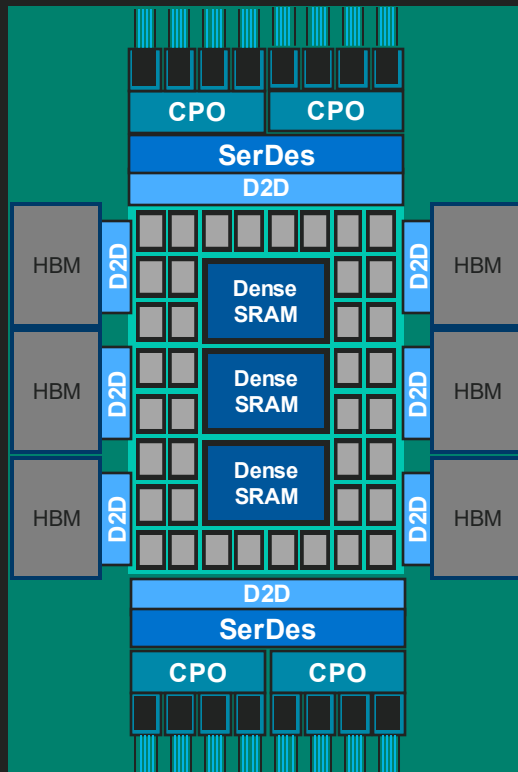 CPO
CPO
SerDes
D2D
HBM
D2D
D2D
HBM
Dense
SRAM
HBM
D2D
Dense
SRAM
D2D
HBM
HBM
D2D
Dense
SRAM
D2D
HBM
D2D
SerDes
CPO
CPO